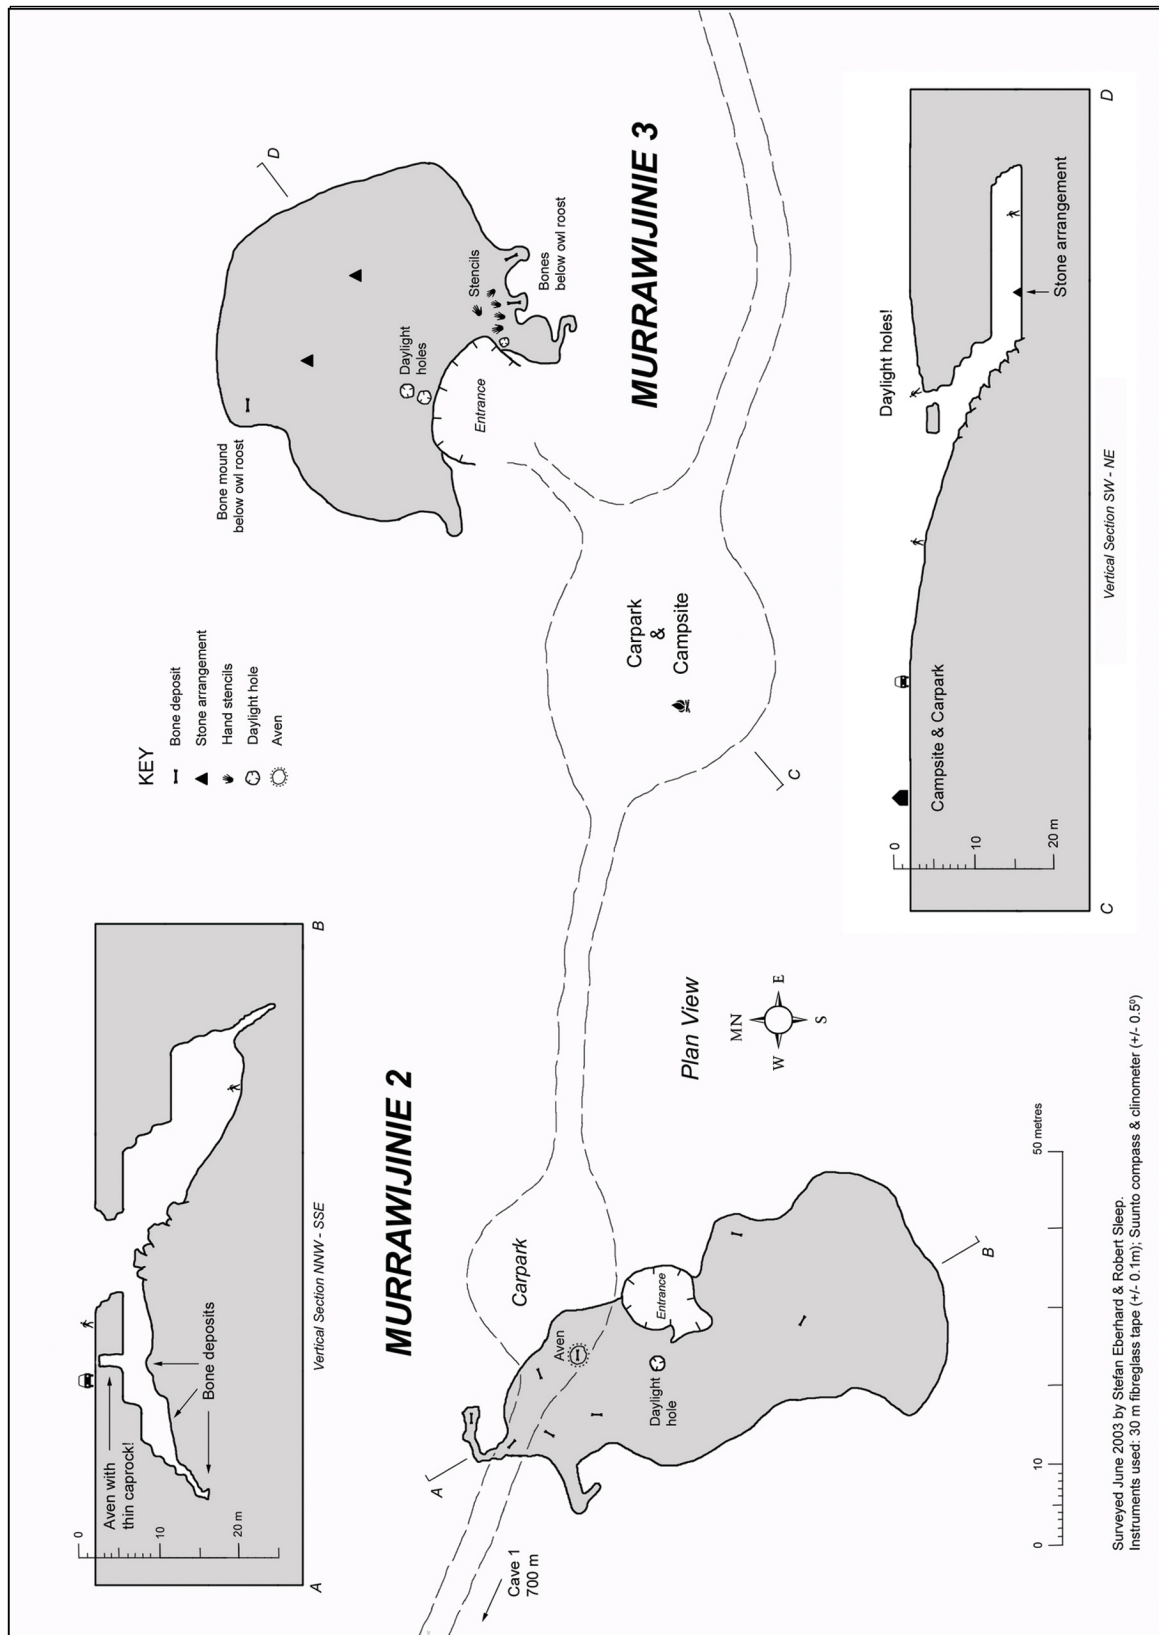 Aven with
thin caprock!
Bone deposits
0
10
20 m
A
B
Vertical Section NNW - SSE
KEY
Bone deposit
Stone arrangement
Hand stencils
Daylight hole
Aven
Bone mound
below owl roost
Daylight
holes
Entrance
Stencils
Bones
below owl roost
D
MURRAWIJINIE 2
MURRAWIJINIE 3
Carpark
Aven
Entrance
Daylight
hole
A
B
Cave 1
700 m
Carpark
&
Campsite
C
Plan View
MN
W
E
S
0
10
50 metres
Daylight holes!
Campsite & Carpark
Stone arrangement
0
10
20 m
C
D
Vertical Section SW - NE
Surveyed June 2003 by Stefan Eberhard & Robert Sleep.
Instruments used: 30 m fibreglass tape (+/- 0.1m); Suunto compass & clinometer (+/- 0.5º)